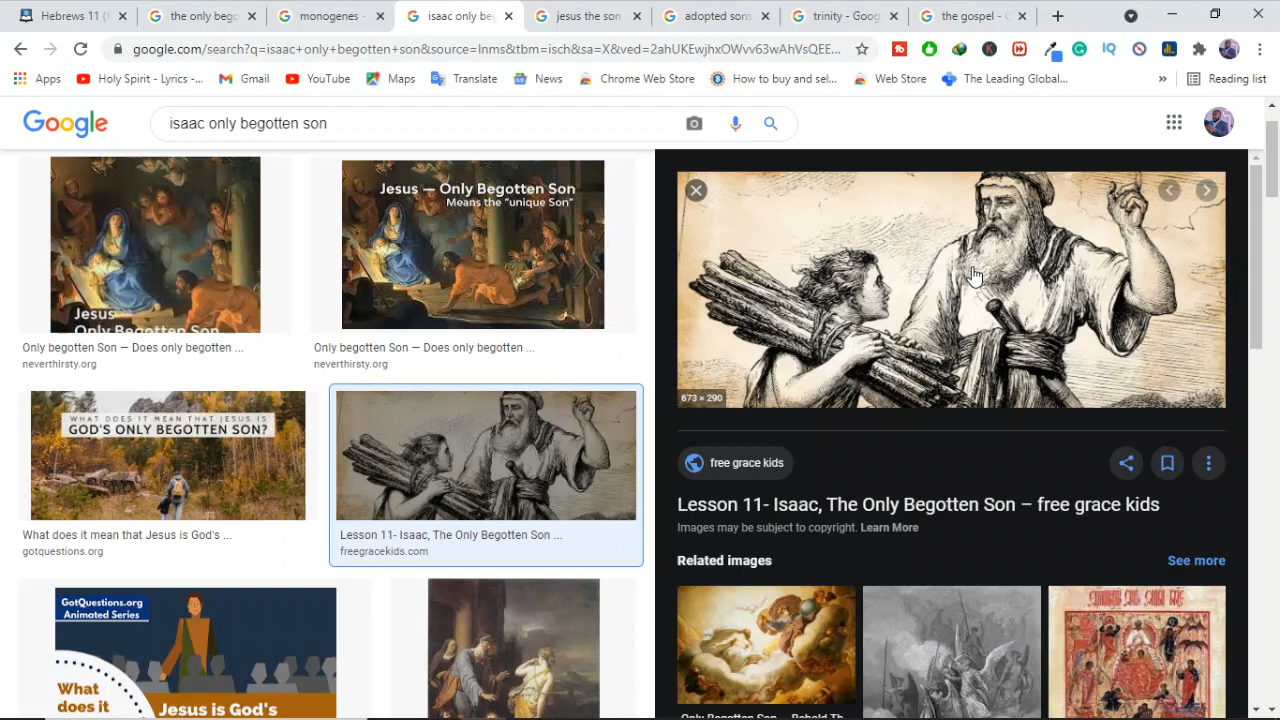 Hebrews 11 (
the only bego
monogenes -
isaac only beg
jesus the son
adopted sons
trinity - Goog
the gospel - G
google.com/search?q=isaac+only+begotten+son&source=lnms&tbm=isch&sa=X&ved=2ahUKEwjhxOWvv63wAhVsQEE...
Apps
Holy Spirit - Lyrics -...
Gmail
YouTube
Maps
Translate
News
Chrome Web Store
How to buy and sel...
Web Store
The Leading Global...
»
Reading list
Google
isaac only begotten son
Jesus—
Only Begotten Son
Jesus — Only Begotten Son
Means the “unique Son”
Only begotten Son — Does only begotten ...
neverthirsty.org
Only begotten Son — Does only begotten ...
neverthirsty.org
WHAT DOES IT MEAN THAT JESUS IS
GOD'S ONLY BEGOTTEN SON?
What does it mean that Jesus is God's ...
gotquestions.org
Lesson 11- Isaac, The Only Begotten Son ...
freegracekids.com
GotQuestions.org
Animated Series
What
does it
Jesus is God's
673 × 290
free grace kids
Lesson 11- Isaac, The Only Begotten Son – free grace kids
Images may be subject to copyright. Learn More
Related images
See more